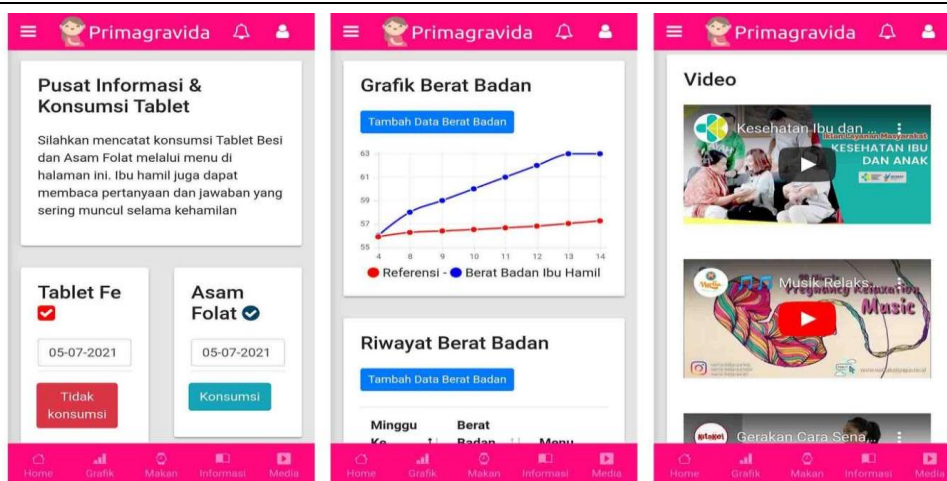 Primagravida
Pusat Informasi &
Konsumsi Tablet
Silahkan mencatat konsumsi Tablet Besi
dan Asam Folat melalui menu di
halaman ini. Ibu hamil juga dapat
membaca pertanyaan dan jawaban yang
sering muncul selama kehamilan
Tablet Fe
05-07-2021
Tidak
konsumsi
Asam
Folat
05-07-2021
Konsumsi
Home Grafik Makan Informasi Media
Primagravida
Grafik Berat Badan
Tambah Data Berat Badan
63
61
59
57
55
4 8 9 10 11 12 13 14
Referensi - Berat Badan Ibu Hamil
Riwayat Berat Badan
Tambah Data Berat Badan
Minggu Berat
Ke Badan Menu
Home Grafik Makan Informasi Media
Primagravida
Video
Kesehatan Ibu dan ...
Iklan Layanan Masyarakat
KESEHATAN IBU
DAN ANAK
Musik Relaks...
Pregnancy Relaxation
Music
Gerakan Cara Sena...
Home Grafik Makan Informasi Media